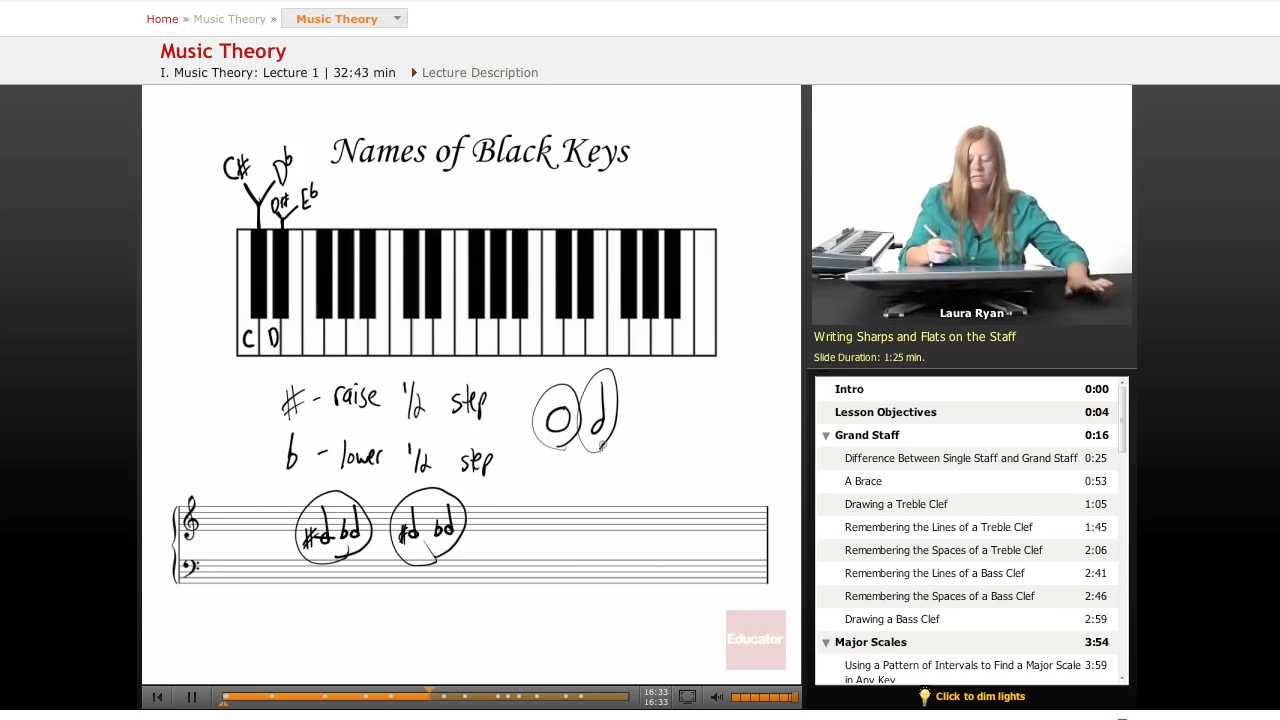 Home » Music Theory » Music Theory
Music Theory
I. Music Theory: Lecture 1 | 32:43 min Lecture Description
Names of Black Keys
C# Db
D# Eb
C D
# - raise 1/2 step
b - lower 1/2 step
#d bd #d bd
Educator
Laura Ryan
Writing Sharps and Flats on the Staff
Slide Duration: 1:25 min.
Intro 0:00
Lesson Objectives 0:04
Grand Staff 0:16
Difference Between Single Staff and Grand Staff 0:25
A Brace 0:53
Drawing a Treble Clef 1:05
Remembering the Lines of a Treble Clef 1:45
Remembering the Spaces of a Treble Clef 2:06
Remembering the Lines of a Bass Clef 2:41
Remembering the Spaces of a Bass Clef 2:46
Drawing a Bass Clef 2:59
Major Scales 3:54
Using a Pattern of Intervals to Find a Major Scale 3:59
in Any Key
16:33
16:33
Click to dim lights